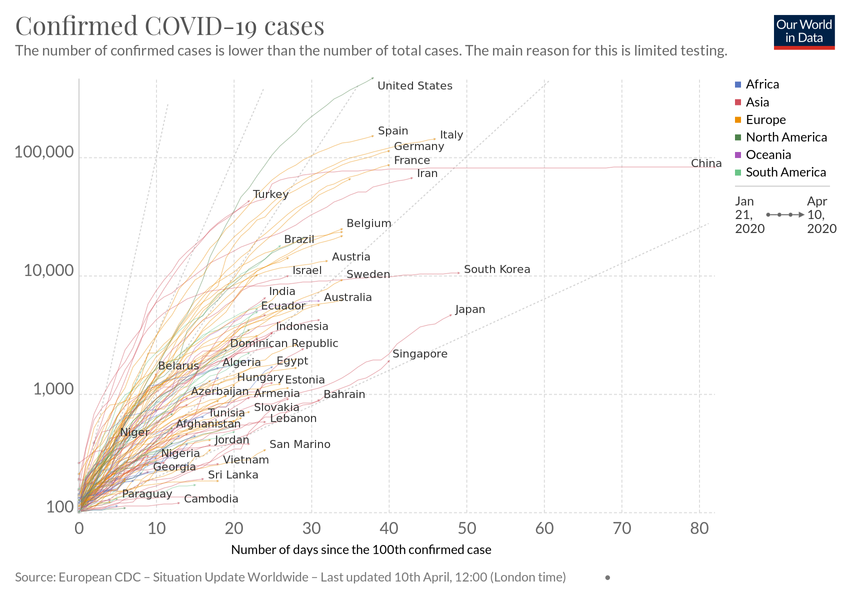 Confirmed COVID-19 cases
The number of confirmed cases is lower than the number of total cases. The main reason for this is limited testing.
Our World
in Data
Africa
Asia
Europe
North America
Oceania
South America
Jan
21,
2020
Apr
10,
2020
100,000
10,000
1,000
100
United States
Spain
Italy
Germany
France
China
Iran
Turkey
Belgium
Brazil
Austria
Israel
Sweden
South Korea
India
Australia
Ecuador
Japan
Indonesia
Dominican Republic
Singapore
Belarus
Algeria
Egypt
Hungary
Estonia
Azerbaijan
Armenia
Bahrain
Slovakia
Tunisia
Lebanon
Afghanistan
Niger
Jordan
San Marino
Nigeria
Vietnam
Georgia
Sri Lanka
Paraguay
Cambodia
0 10 20 30 40 50 60 70 80
Number of days since the 100th confirmed case
Source: European CDC – Situation Update Worldwide – Last updated 10th April, 12:00 (London time)